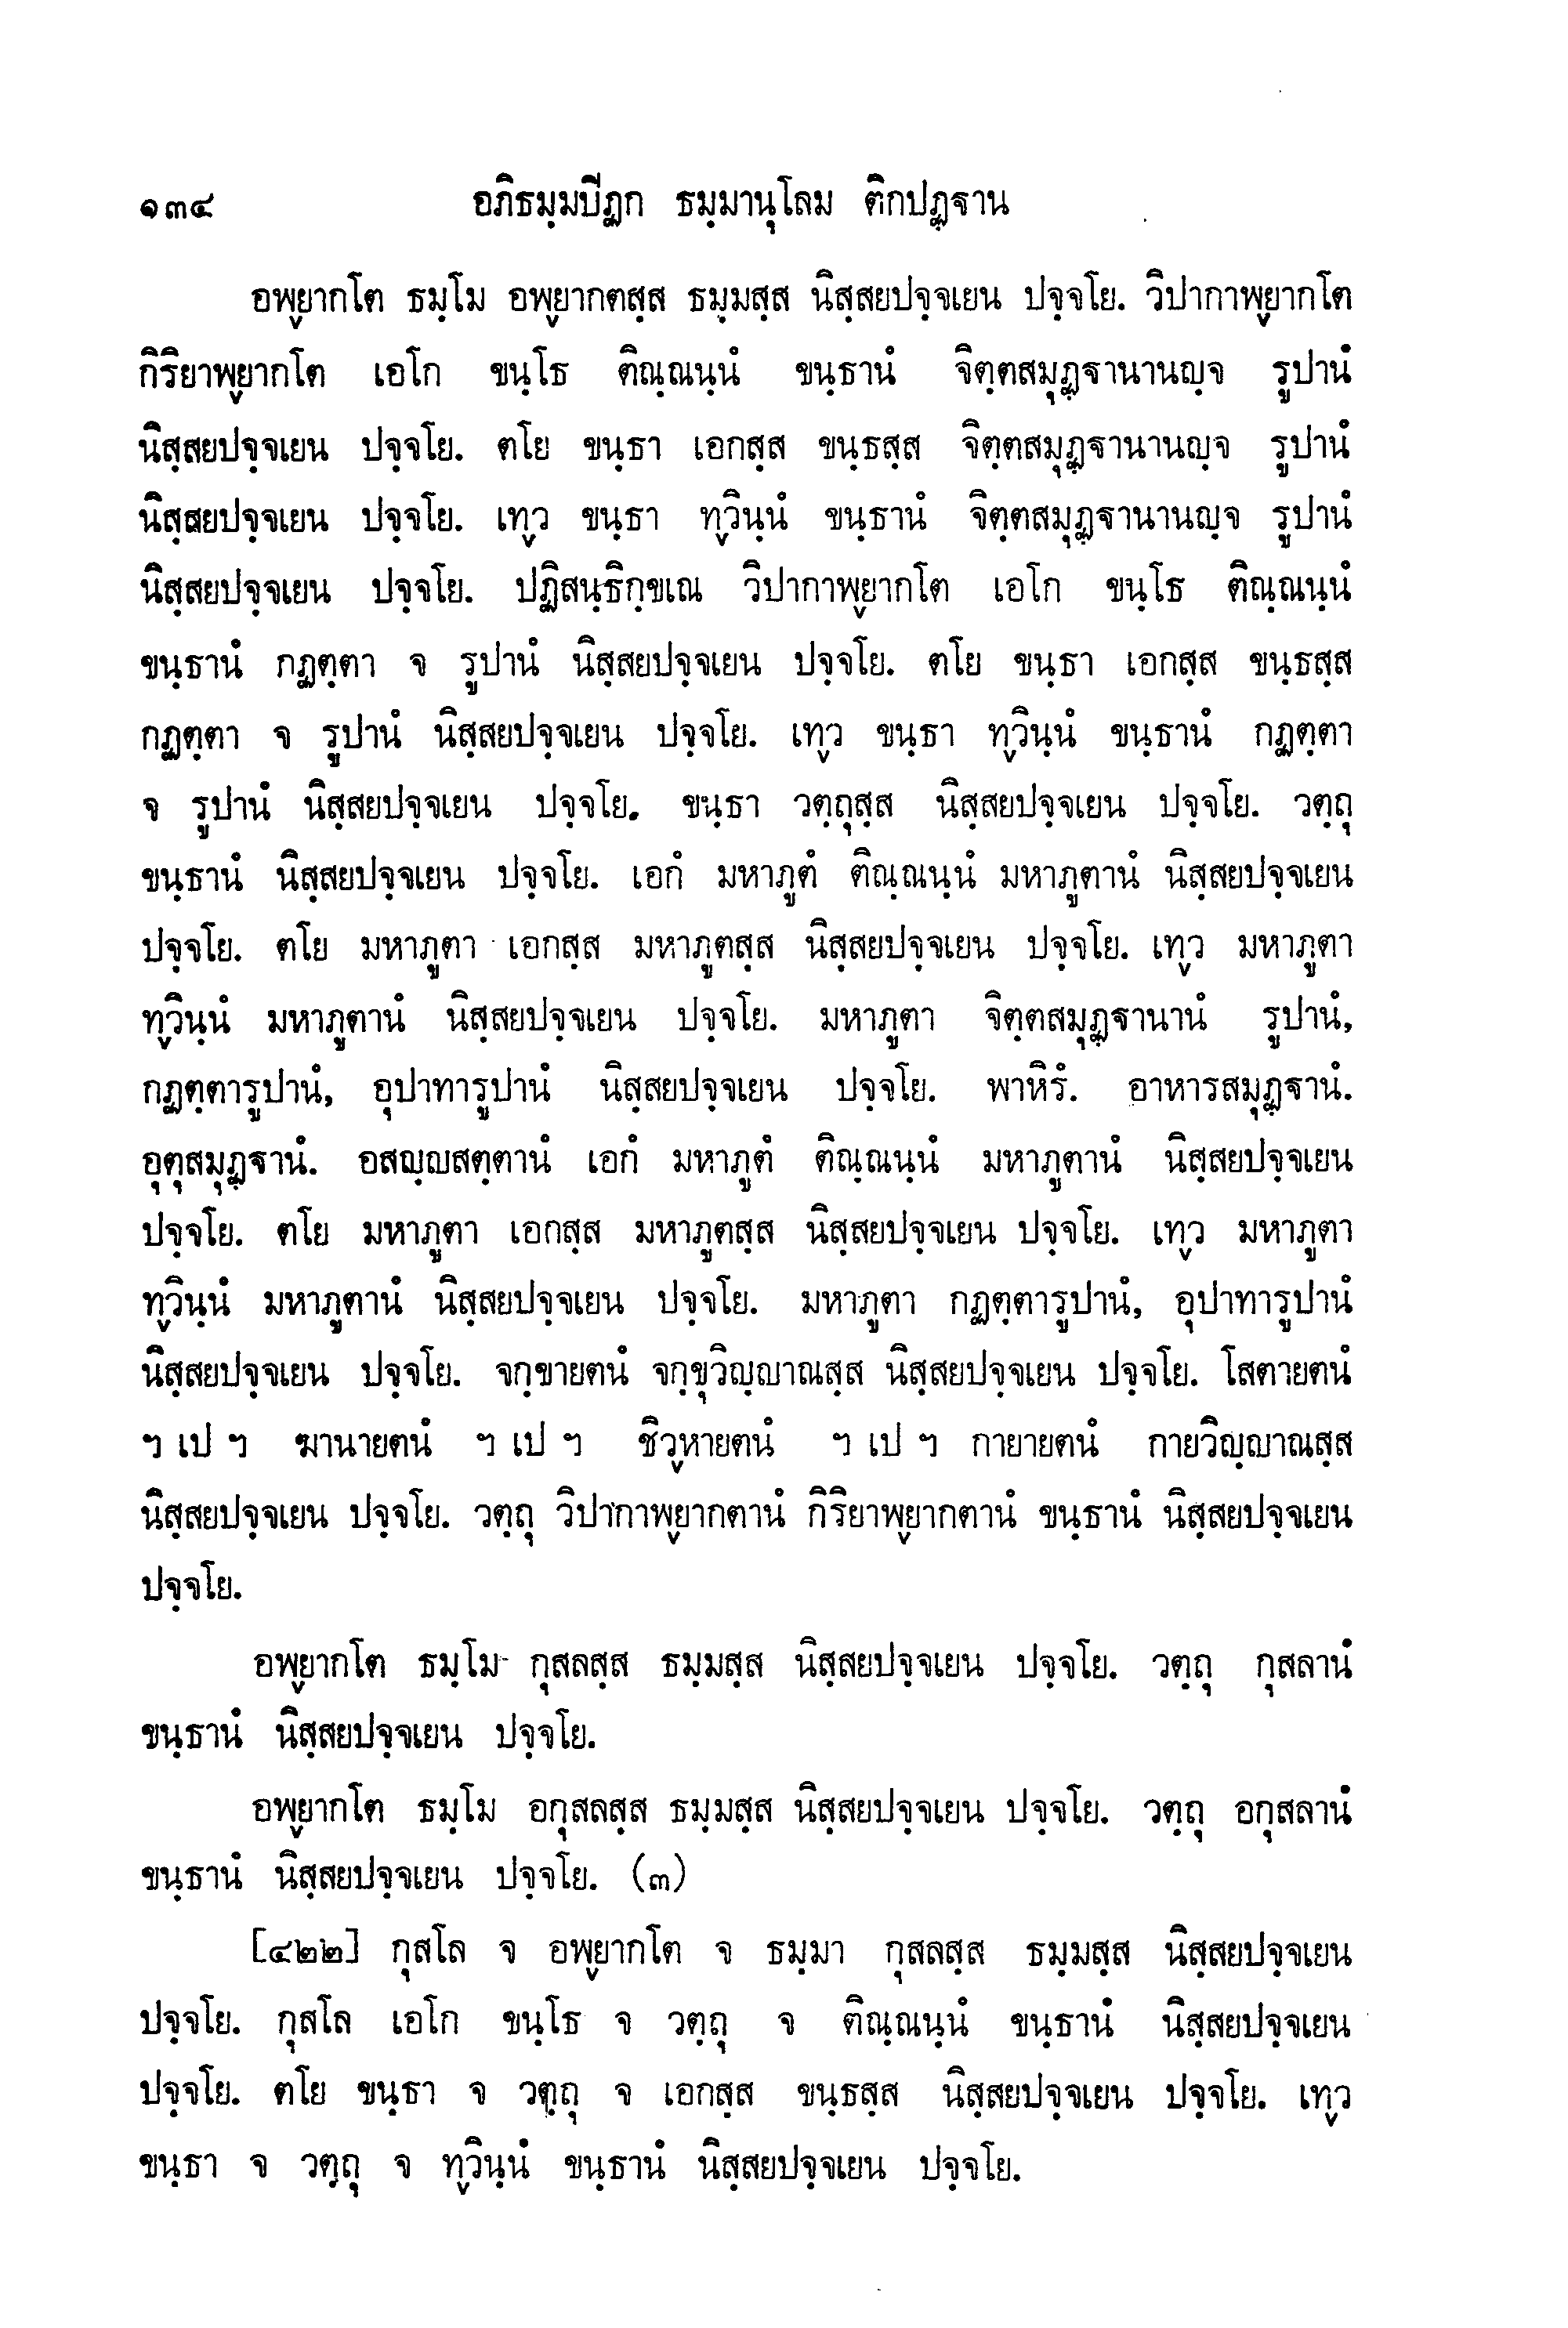 ๑๓๔ อภิธมฺมปีฏก ธมฺมานุโลม ติกปฏฺฐาน
อพฺยากโต ธมฺโม อพฺยากตสฺส ธมฺมสฺส นิสฺสยปจฺจเยน ปจฺจโย. วิปากาพฺยากโต
กิริยาพฺยากโต เอโก ขนฺโธ ติณฺณนฺนํ ขนฺธานํ จิตฺตสมุฏฺฐานานญฺจ รูปานํ
นิสฺสยปจฺจเยน ปจฺจโย. ตโย ขนฺธา เอกสฺส ขนฺธสฺส จิตฺตสมุฏฺฐานานญฺจ รูปานํ
นิสฺสยปจฺจเยน ปจฺจโย. เทฺว ขนฺธา ทฺวินฺนํ ขนฺธานํ จิตฺตสมุฏฺฐานานญฺจ รูปานํ
นิสฺสยปจฺจเยน ปจฺจโย. ปฏิสนฺธิกฺขเณ วิปากาพฺยากโต เอโก ขนฺโธ ติณฺณนฺนํ
ขนฺธานํ กฏตฺตา จ รูปานํ นิสฺสยปจฺจเยน ปจฺจโย. ตโย ขนฺธา เอกสฺส ขนฺธสฺส
กฏตฺตา จ รูปานํ นิสฺสยปจฺจเยน ปจฺจโย. เทฺว ขนฺธา ทฺวินฺนํ ขนฺธานํ กฏตฺตา
จ รูปานํ นิสฺสยปจฺจเยน ปจฺจโย. ขนฺธา วตฺถุสฺส นิสฺสยปจฺจเยน ปจฺจโย. วตฺถุ
ขนฺธานํ นิสฺสยปจฺจเยน ปจฺจโย. เอกํ มหาภูตํ ติณฺณนฺนํ มหาภูตานํ นิสฺสยปจฺจเยน
ปจฺจโย. ตโย มหาภูตา เอกสฺส มหาภูตสฺส นิสฺสยปจฺจเยน ปจฺจโย. เทฺว มหาภูตา
ทฺวินฺนํ มหาภูตานํ นิสฺสยปจฺจเยน ปจฺจโย. มหาภูตา จิตฺตสมุฏฺฐานานํ รูปานํ,
กฏตฺตารูปานํ, อุปาทารูปานํ นิสฺสยปจฺจเยน ปจฺจโย. พาหิรํ. อาหารสมุฏฺฐานํ.
อุตุสมุฏฺฐานํ. อสญฺญสตฺตานํ เอกํ มหาภูตํ ติณฺณนฺนํ มหาภูตานํ นิสฺสยปจฺจเยน
ปจฺจโย. ตโย มหาภูตา เอกสฺส มหาภูตสฺส นิสฺสยปจฺจเยน ปจฺจโย. เทฺว มหาภูตา
ทฺวินฺนํ มหาภูตานํ นิสฺสยปจฺจเยน ปจฺจโย. มหาภูตา กฏตฺตารูปานํ, อุปาทารูปานํ
นิสฺสยปจฺจเยน ปจฺจโย. จกฺขายตนํ จกฺขุวิญฺญาณสฺส นิสฺสยปจฺจเยน ปจฺจโย. โสตายตนํ
ฯ เป ฯ ฆานายตนํ ฯ เป ฯ ชิวฺหายตนํ ฯ เป ฯ กายายตนํ กายวิญฺญาณสฺส
นิสฺสยปจฺจเยน ปจฺจโย. วตฺถุ วิปากาพฺยากตานํ กิริยาพฺยากตานํ ขนฺธานํ นิสฺสยปจฺจเยน
ปจฺจโย.
อพฺยากโต ธมฺโม กุสลสฺส ธมฺมสฺส นิสฺสยปจฺจเยน ปจฺจโย. วตฺถุ กุสลานํ
ขนฺธานํ นิสฺสยปจฺจเยน ปจฺจโย.
อพฺยากโต ธมฺโม อกุสลสฺส ธมฺมสฺส นิสฺสยปจฺจเยน ปจฺจโย. วตฺถุ อกุสลานํ
ขนฺธานํ นิสฺสยปจฺจเยน ปจฺจโย. (๓)
[๔๒๒] กุสโล จ อพฺยากโต จ ธมฺมา กุสลสฺส ธมฺมสฺส นิสฺสยปจฺจเยน
ปจฺจโย. กุสโล เอโก ขนฺโธ จ วตฺถุ จ ติณฺณนฺนํ ขนฺธานํ นิสฺสยปจฺจเยน
ปจฺจโย. ตโย ขนฺธา จ วตฺถุ จ เอกสฺส ขนฺธสฺส นิสฺสยปจฺจเยน ปจฺจโย. เทฺว
ขนฺธา จ วตฺถุ จ ทฺวินฺนํ ขนฺธานํ นิสฺสยปจฺจเยน ปจฺจโย.